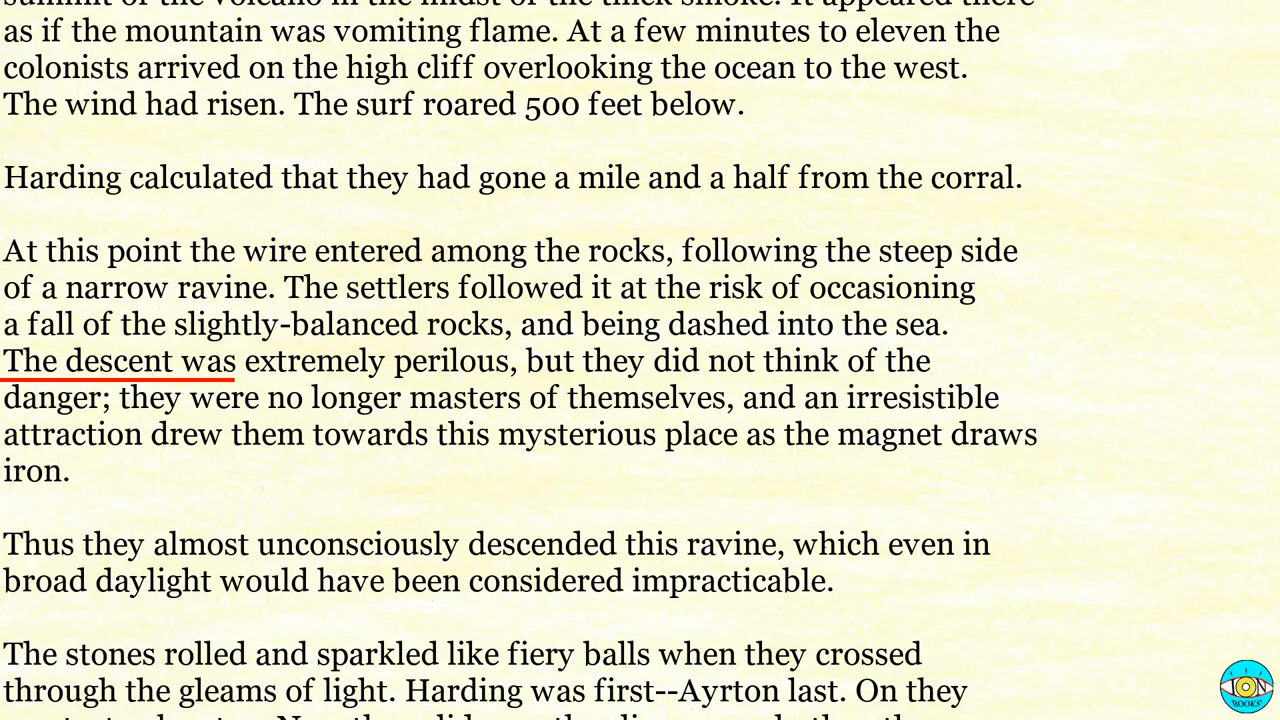 as if the mountain was vomiting flame. At a few minutes to eleven the
colonists arrived on the high cliff overlooking the ocean to the west.
The wind had risen. The surf roared 500 feet below.
Harding calculated that they had gone a mile and a half from the corral.
At this point the wire entered among the rocks, following the steep side
of a narrow ravine. The settlers followed it at the risk of occasioning
a fall of the slightly-balanced rocks, and being dashed into the sea.
The descent was extremely perilous, but they did not think of the
danger; they were no longer masters of themselves, and an irresistible
attraction drew them towards this mysterious place as the magnet draws
iron.
Thus they almost unconsciously descended this ravine, which even in
broad daylight would have been considered impracticable.
The stones rolled and sparkled like fiery balls when they crossed
through the gleams of light. Harding was first--Ayrton last. On they
ION
BOOKS